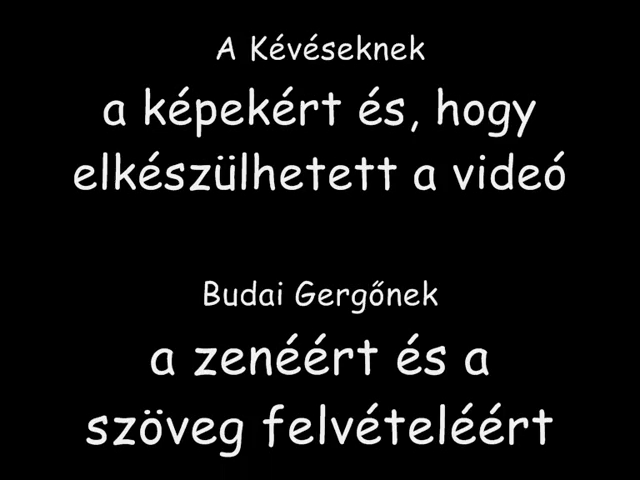 A Kévéseknek
a képekért és, hogy
elkészülhetett a videó
Budai Gergőnek
a zenéért és a
szöveg felvételéért